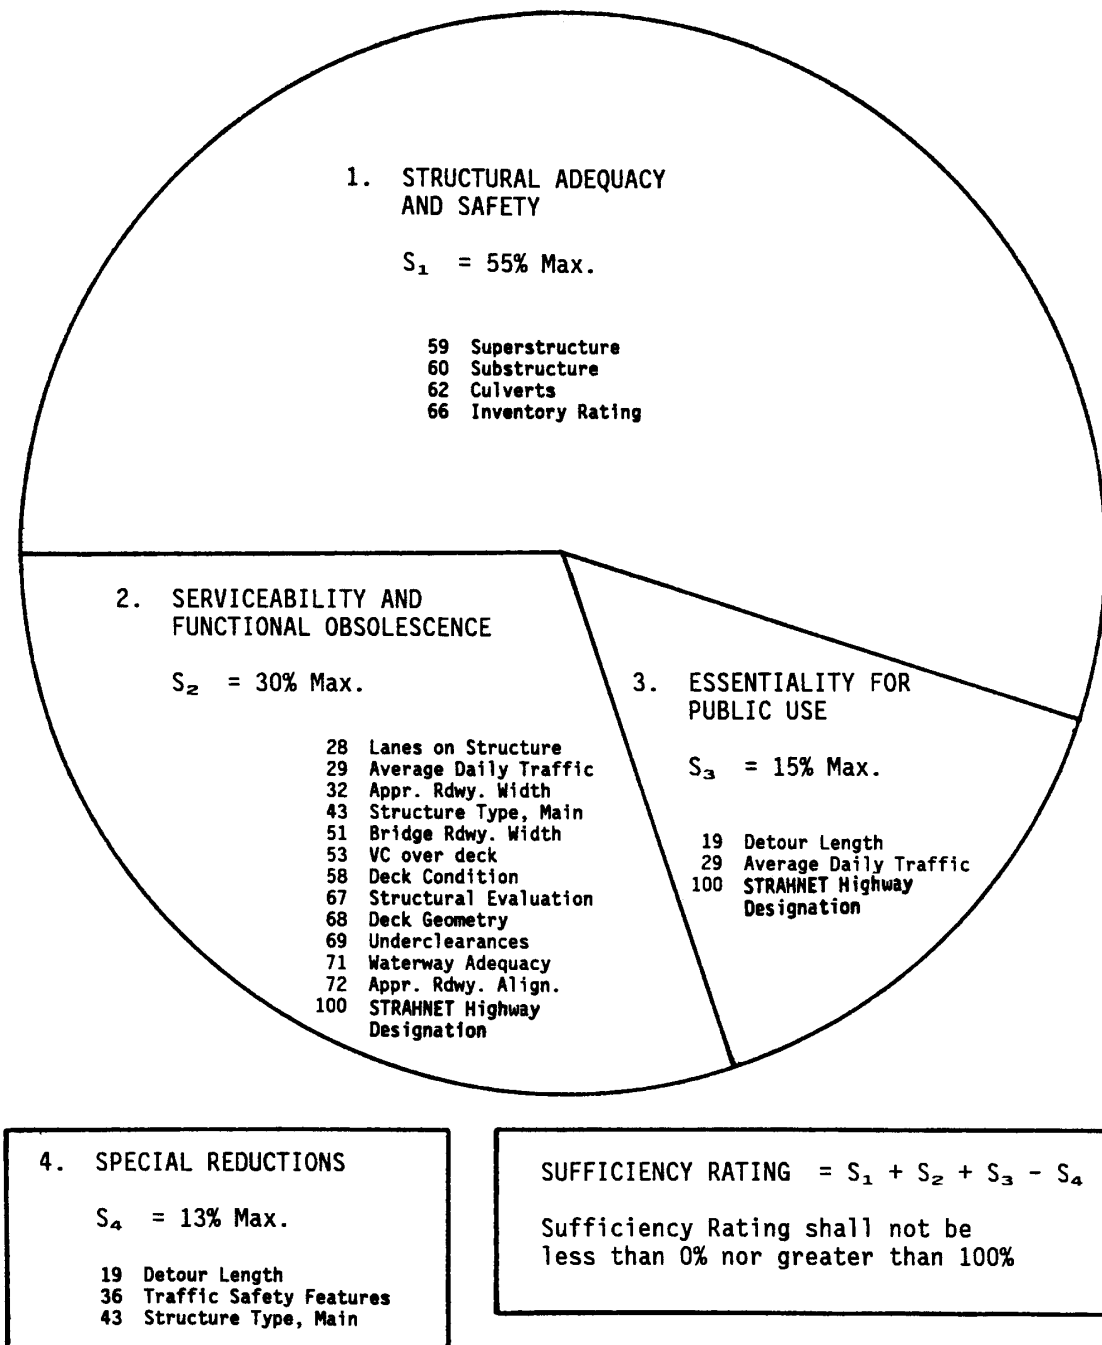 1. STRUCTURAL ADEQUACY
AND SAFETY
S₁ = 55% Max.
59 Superstructure
60 Substructure
62 Culverts
66 Inventory Rating
2. SERVICEABILITY AND
FUNCTIONAL OBSOLESCENCE
S₂ = 30% Max.
28 Lanes on Structure
29 Average Daily Traffic
32 Appr. Rdwy. Width
43 Structure Type, Main
51 Bridge Rdwy. Width
53 VC over deck
58 Deck Condition
67 Structural Evaluation
68 Deck Geometry
69 Underclearances
71 Waterway Adequacy
72 Appr. Rdwy. Align.
100 STRAHNET Highway
Designation
3. ESSENTIALITY FOR
PUBLIC USE
S₃ = 15% Max.
19 Detour Length
29 Average Daily Traffic
100 STRAHNET Highway
Designation
4. SPECIAL REDUCTIONS
S₄ = 13% Max.
19 Detour Length
36 Traffic Safety Features
43 Structure Type, Main
SUFFICIENCY RATING = S₁ + S₂ + S₃ - S₄
Sufficiency Rating shall not be
less than 0% nor greater than 100%